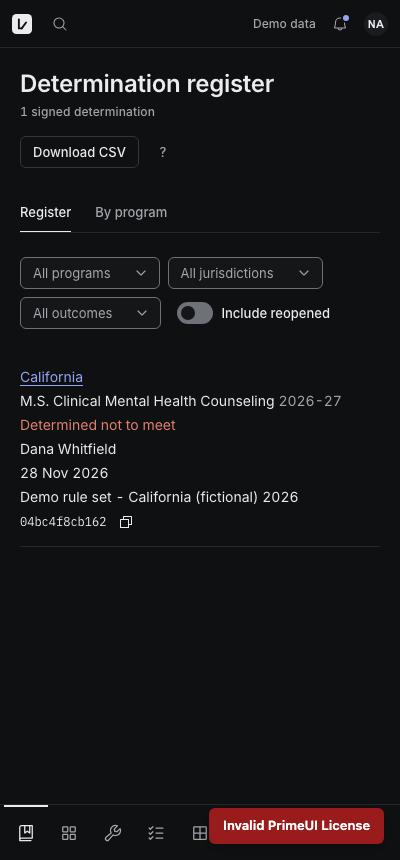 Demo data
NA
Determination register
1 signed determination
Download CSV
?
Register By program
All programs All jurisdictions
All outcomes Include reopened
California
M.S. Clinical Mental Health Counseling 2026-27
Determined not to meet
Dana Whitfield
28 Nov 2026
Demo rule set - California (fictional) 2026
04bc4f8cb162
Invalid PrimeUI License